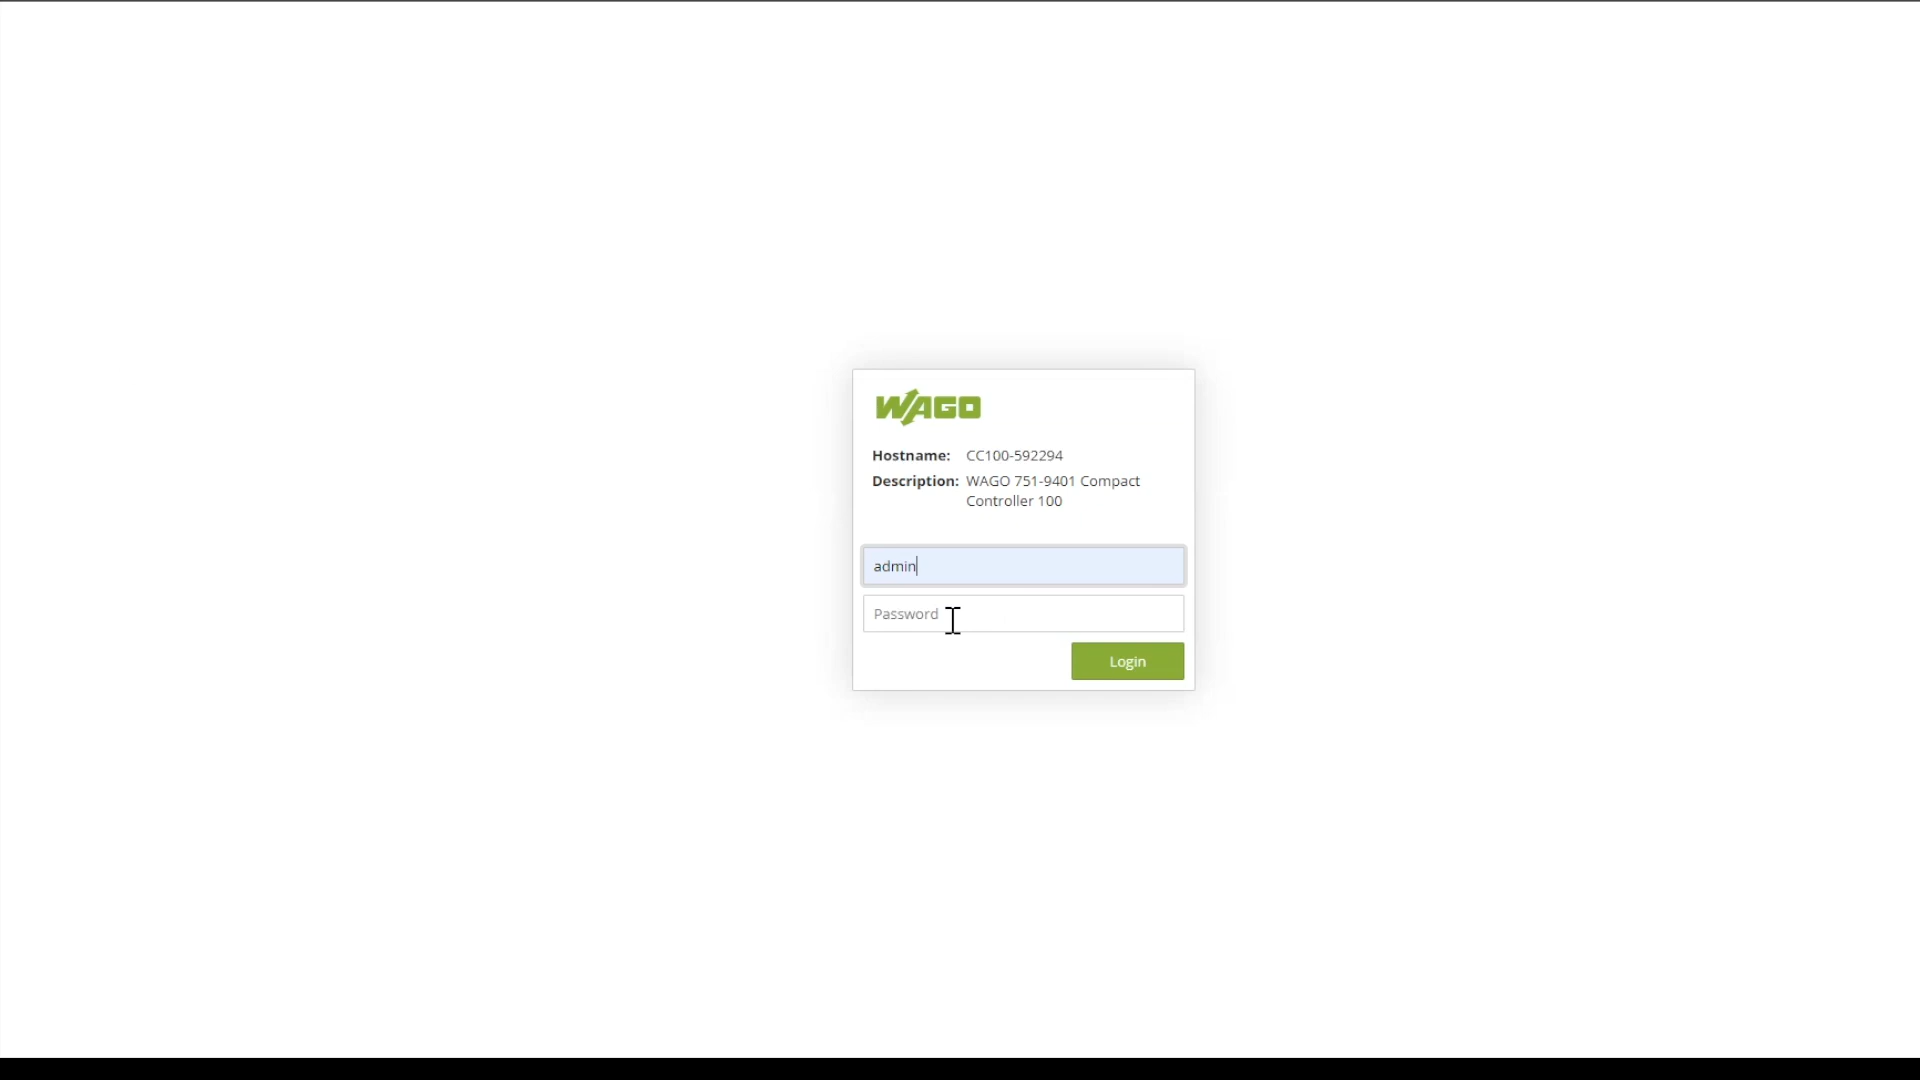 WAGO
Hostname: CC100-592294
Description: WAGO 751-9401 Compact
Controller 100
admin
Password
Login